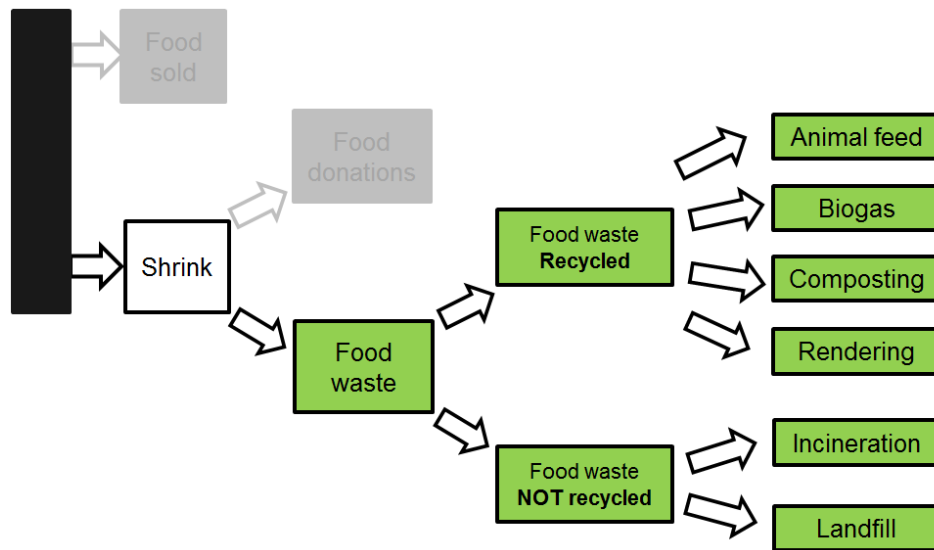 Food
sold
Food
donations
Shrink
Food
waste
Food waste
Recycled
Food waste
NOT recycled
Animal feed
Biogas
Composting
Rendering
Incineration
Landfill